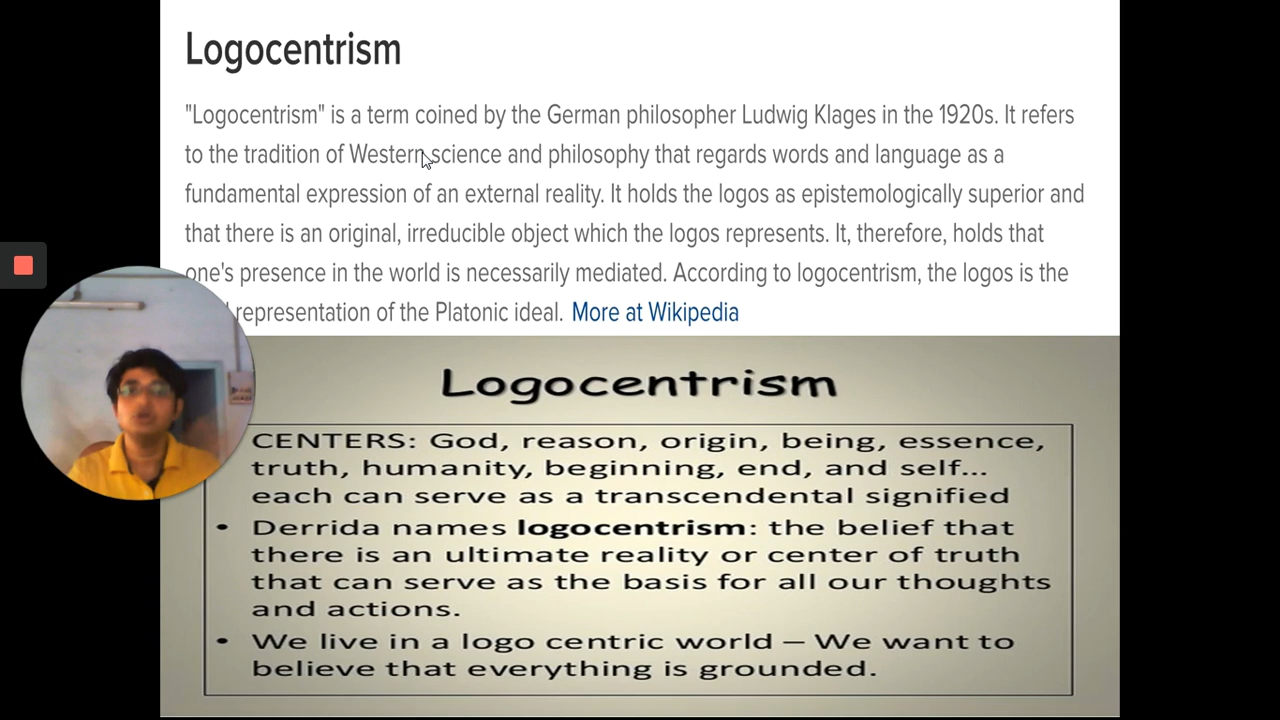 Logocentrism
"Logocentrism" is a term coined by the German philosopher Ludwig Klages in the 1920s. It refers
to the tradition of Western science and philosophy that regards words and language as a
fundamental expression of an external reality. It holds the logos as epistemologically superior and
that there is an original, irreducible object which the logos represents. It, therefore, holds that
one's presence in the world is necessarily mediated. According to logocentrism, the logos is the
representation of the Platonic ideal. More at Wikipedia
Logocentrism
CENTERS: God, reason, origin, being, essence,
truth, humanity, beginning, end, and self...
each can serve as a transcendental signified
• Derrida names logocentrism: the belief that
there is an ultimate reality or center of truth
that can serve as the basis for all our thoughts
and actions.
• We live in a logo centric world – We want to
believe that everything is grounded.